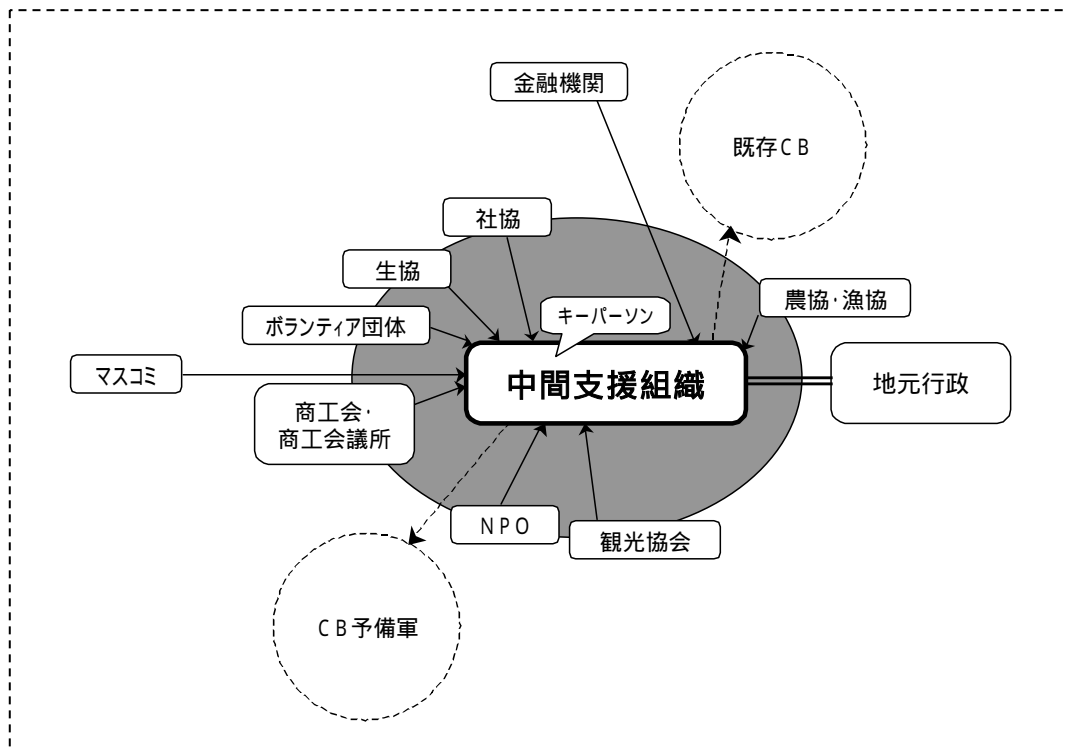 金融機関
既存CB
社協
生協
農協・漁協
キーパーソン
ボランティア団体
マスコミ
中間支援組織
地元行政
商工会・
商工会議所
NPO
観光協会
CB予備軍